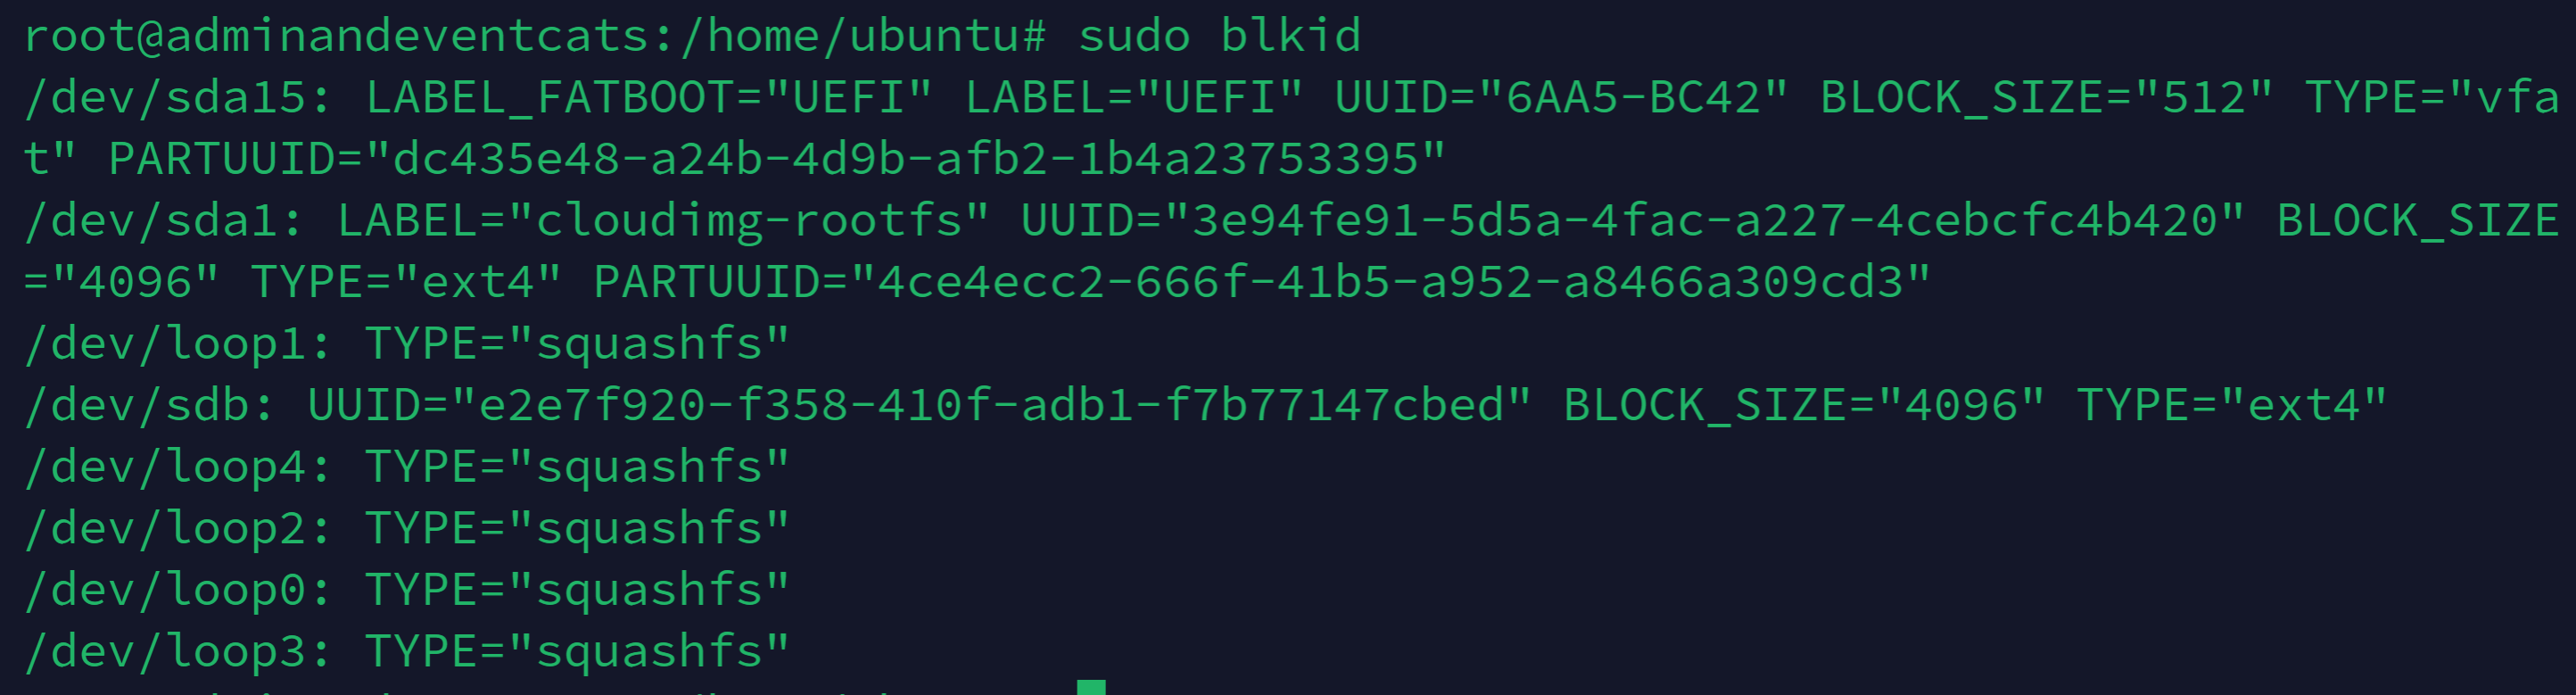 root@adminandeventcats:/home/ubuntu# sudo blkid
/dev/sda15: LABEL_FATBOOT="UEFI" LABEL="UEFI" UUID="6AA5-BC42" BLOCK_SIZE="512" TYPE="vfa
t" PARTUUID="dc435e48-a24b-4d9b-afb2-1b4a23753395"
/dev/sda1: LABEL="cloudimg-rootfs" UUID="3e94fe91-5d5a-4fac-a227-4cebcfc4b420" BLOCK_SIZE
="4096" TYPE="ext4" PARTUUID="4ce4ecc2-666f-41b5-a952-a8466a309cd3"
/dev/loop1: TYPE="squashfs"
/dev/sdb: UUID="e2e7f920-f358-410f-adb1-f7b77147cbed" BLOCK_SIZE="4096" TYPE="ext4"
/dev/loop4: TYPE="squashfs"
/dev/loop2: TYPE="squashfs"
/dev/loop0: TYPE="squashfs"
/dev/loop3: TYPE="squashfs"